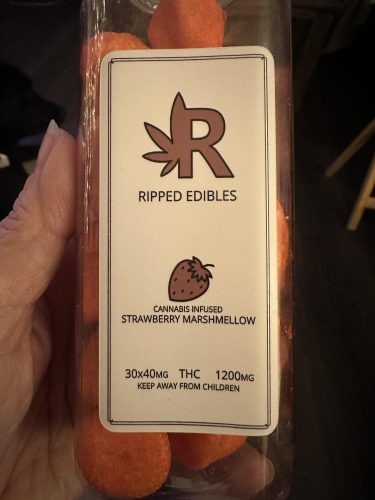 R
RIPPED EDIBLES
CANNABIS INFUSED
STRAWBERRY MARSHMELLOW
30x40MG THC 1200MG
KEEP AWAY FROM CHILDREN